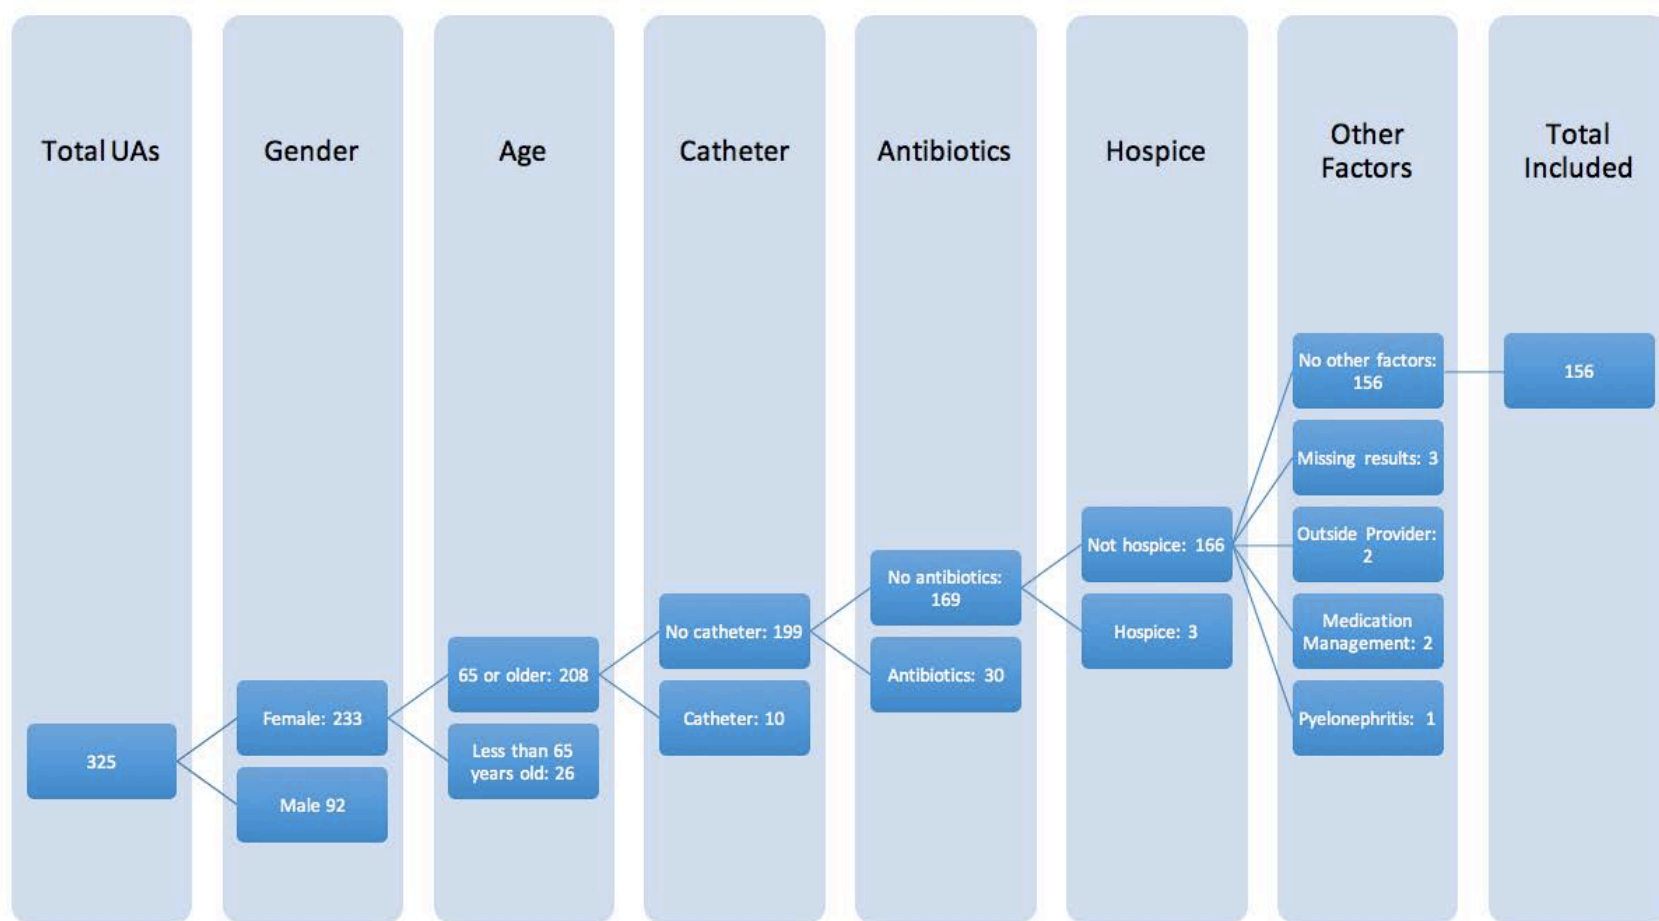 Total UAs
Gender
Age
Catheter
Antibiotics
Hospice
Other
Factors
Total
Included
325
Female: 233
Male 92
65 or older: 208
Less than 65
years old: 26
No catheter: 199
Catheter: 10
No antibiotics:
169
Antibiotics: 30
Not hospice: 166
Hospice: 3
No other factors:
156
Missing results: 3
Outside Provider:
2
Medication
Management: 2
Pyelonephritis: 1
156